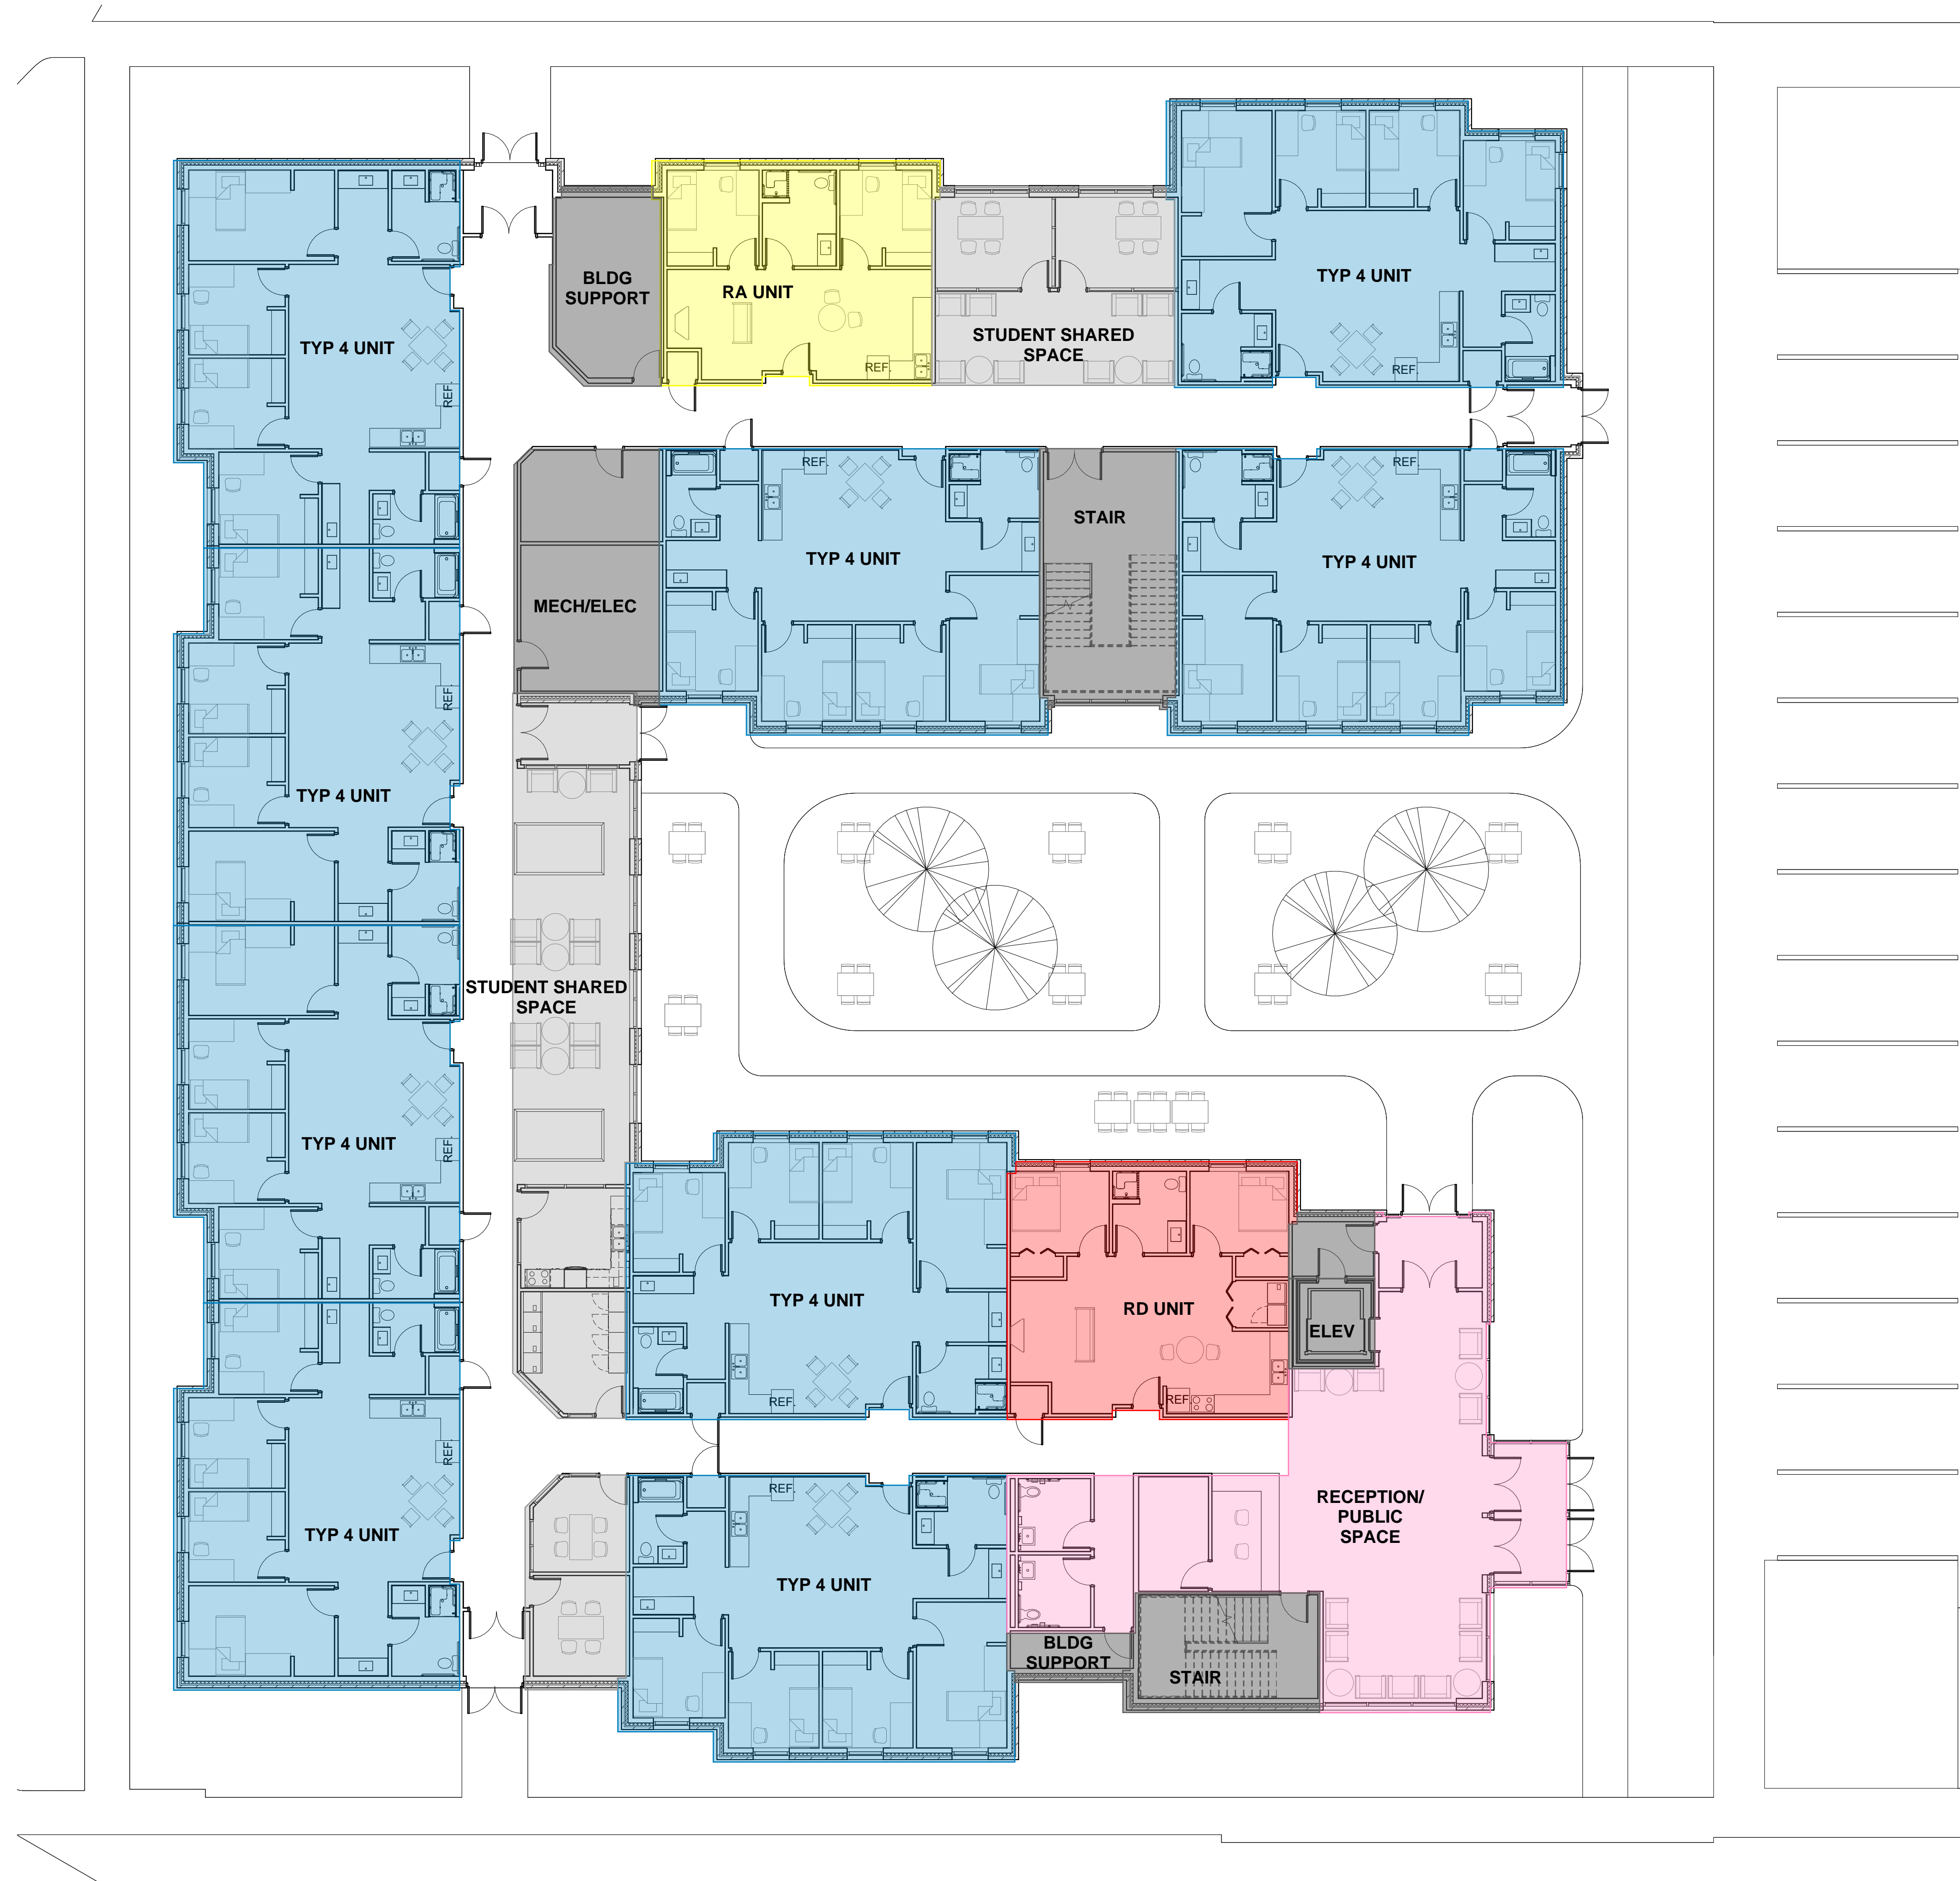 TYP 4 UNIT
REF.
BLDG
SUPPORT
RA UNIT
REF.
STUDENT SHARED
SPACE
TYP 4 UNIT
REF.
MECH/ELEC
REF.
TYP 4 UNIT
STAIR
REF.
TYP 4 UNIT
REF.
TYP 4 UNIT
STUDENT SHARED
SPACE
TYP 4 UNIT
REF.
TYP 4 UNIT
REF.
RD UNIT
REF.
ELEV
REF.
TYP 4 UNIT
REF.
TYP 4 UNIT
RECEPTION/
PUBLIC
SPACE
BLDG
SUPPORT
STAIR